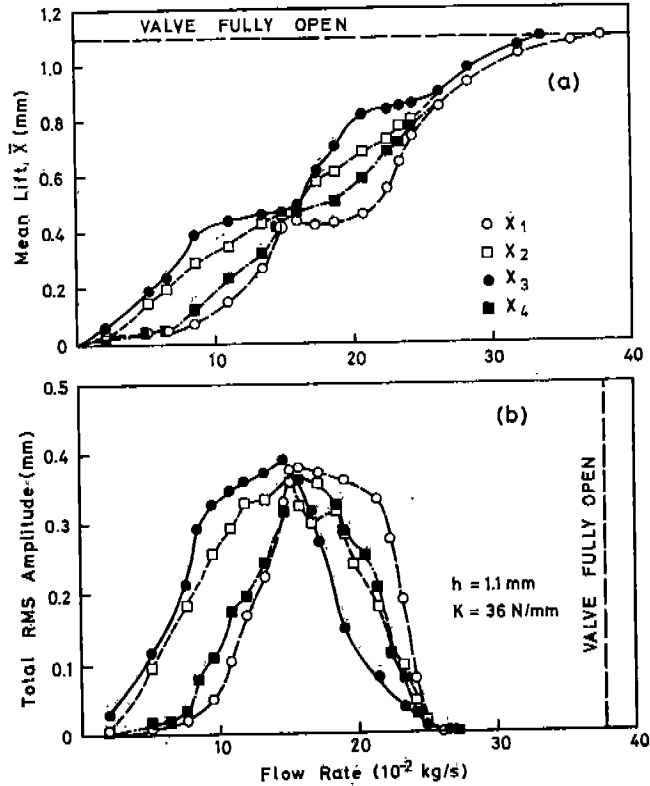 1.2
VALVE FULLY OPEN
1.0
(a)
0.8
0.6
0.4
0.2
0
Mean Lift, X̄ (mm)
X1
X2
X3
X4
10
20
30
40
0.5
(b)
0.4
0.3
0.2
0.1
0
Total RMS Amplitude (mm)
h = 1.1 mm
K = 36 N/mm
VALVE FULLY OPEN
10
20
30
40
Flow Rate (10⁻² kg/s)